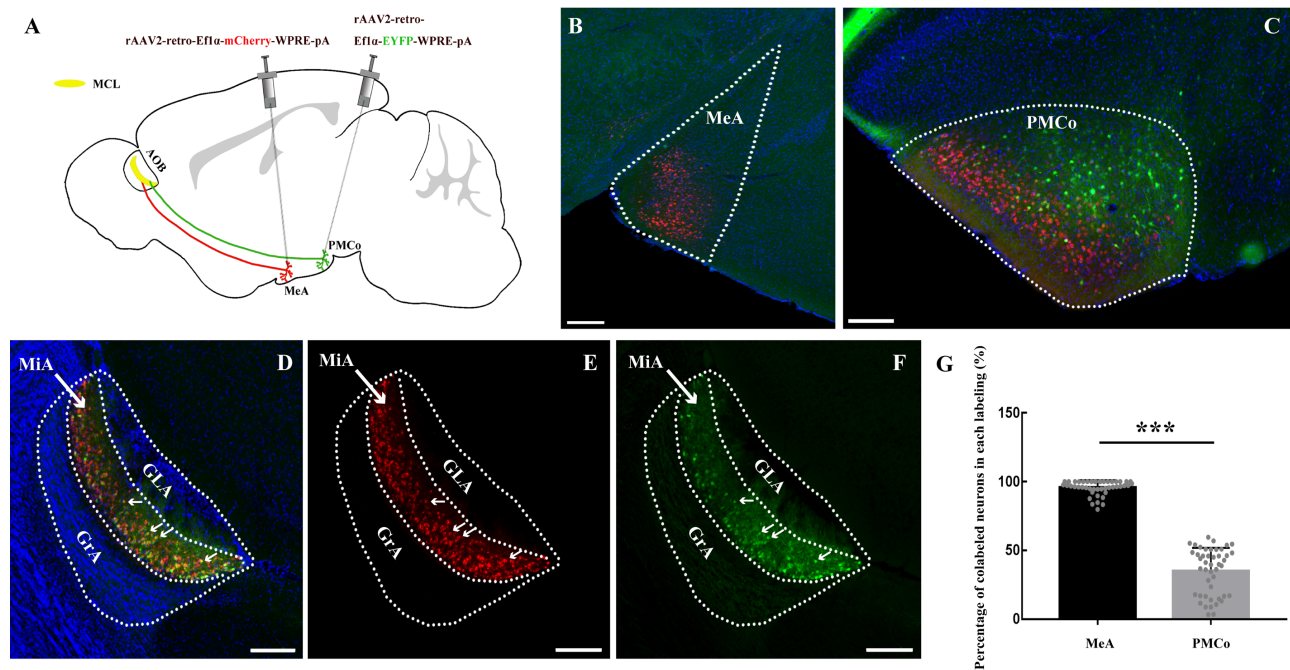 A
rAAV2-retro-
rAAV2-retro-Ef1α-mCherry-WPRE-pA
Ef1α-EYFP-WPRE-pA
MCL
AOB
PMCo
MeA
B
MeA
C
PMCo
D
MiA
GLA
GrA
E
MiA
GLA
GrA
F
MiA
GLA
GrA
G
Percentage of colabeled neurons in each labeling (%)
150
100
50
0
***
MeA
PMCo